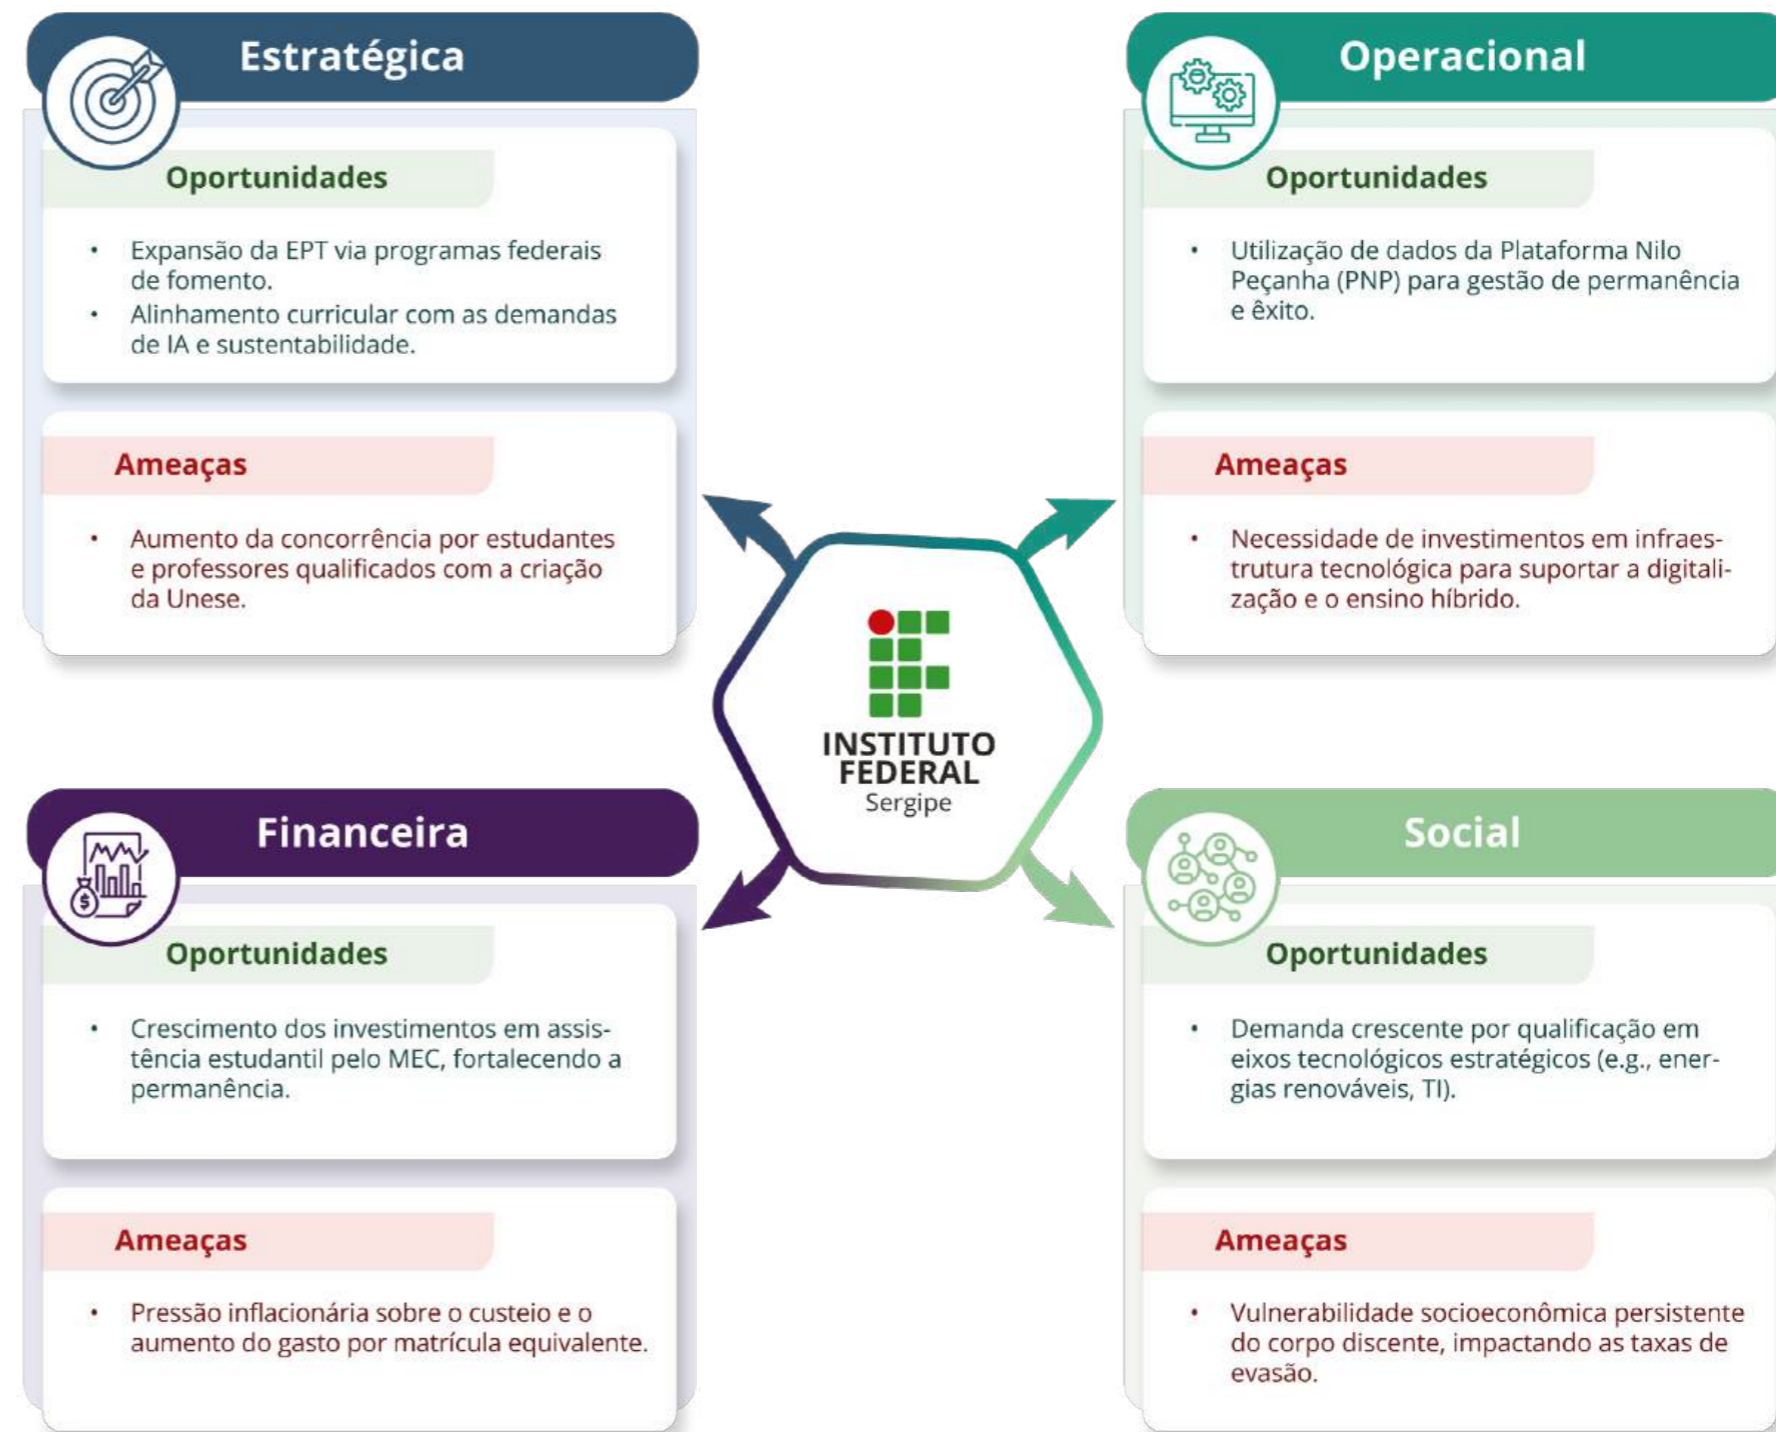 Estratégica
Oportunidades
• Expansão da EPT via programas federais
de fomento.
• Alinhamento curricular com as demandas
de IA e sustentabilidade.
Ameaças
• Aumento da concorrência por estudantes
e professores qualificados com a criação
da Unese.
Operacional
Oportunidades
• Utilização de dados da Plataforma Nilo
Peçanha (PNP) para gestão de permanência
e êxito.
Ameaças
• Necessidade de investimentos em infraes-
trutura tecnológica para suportar a digitali-
zação e o ensino híbrido.
INSTITUTO
FEDERAL
Sergipe
Financeira
Oportunidades
• Crescimento dos investimentos em assis-
tência estudantil pelo MEC, fortalecendo a
permanência.
Ameaças
• Pressão inflacionária sobre o custeio e o
aumento do gasto por matrícula equivalente.
Social
Oportunidades
• Demanda crescente por qualificação em
eixos tecnológicos estratégicos (e.g., ener-
gias renováveis, TI).
Ameaças
• Vulnerabilidade socioeconômica persistente
do corpo discente, impactando as taxas de
evasão.